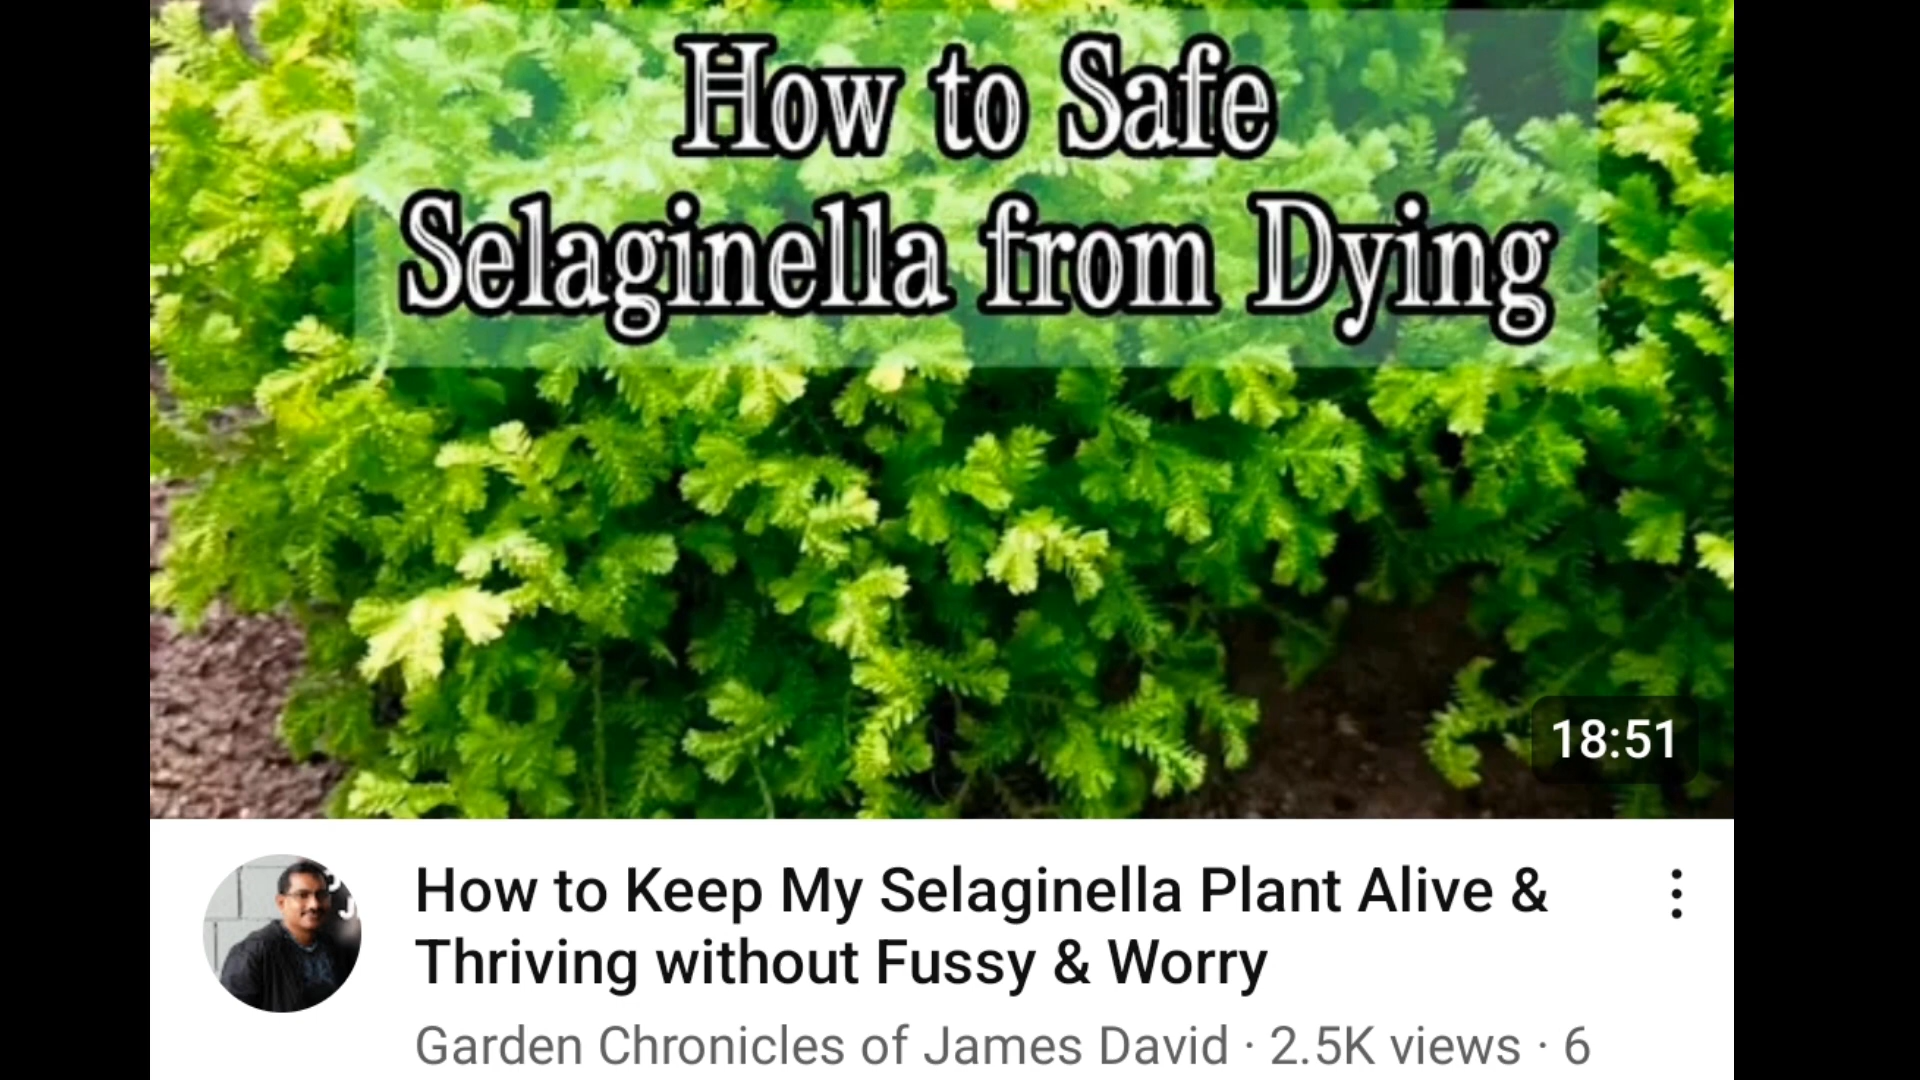 How to Safe
Selaginella from Dying
18:51
How to Keep My Selaginella Plant Alive &
Thriving without Fussy & Worry
Garden Chronicles of James David · 2.5K views · 6